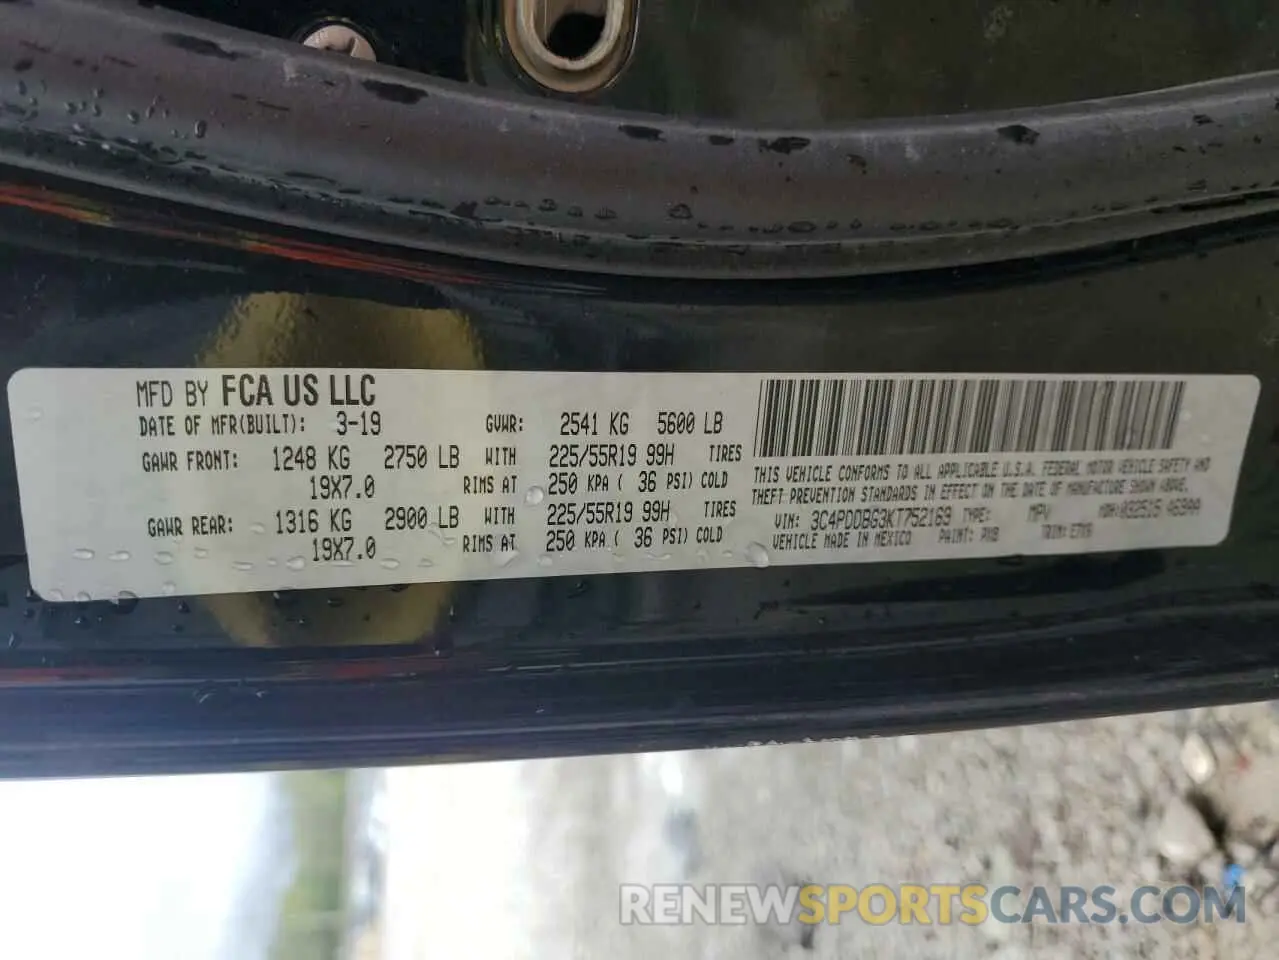 MFD BY FCA US LLC
DATE OF MFR(BUILT): 3-19 GVWR: 2541 KG 5600 LB
GAWR FRONT: 1248 KG 2750 LB WITH 225/55R19 99H TIRES
19X7.0 RIMS AT 250 KPA ( 36 PSI) COLD
GAWR REAR: 1316 KG 2900 LB WITH 225/55R19 99H TIRES
19X7.0 RIMS AT 250 KPA ( 36 PSI) COLD
THIS VEHICLE CONFORMS TO ALL APPLICABLE U.S.A. FEDERAL MOTOR VEHICLE SAFETY AND
THEFT PREVENTION STANDARDS IN EFFECT ON THE DATE OF MANUFACTURE SHOWN ABOVE.
VIN: 3C4PDDBG3KT752169 TYPE: MPV MDH: 032515
VEHICLE MADE IN MEXICO PAINT: PX8 TRIM:
RENEWSPORTSCARS.COM